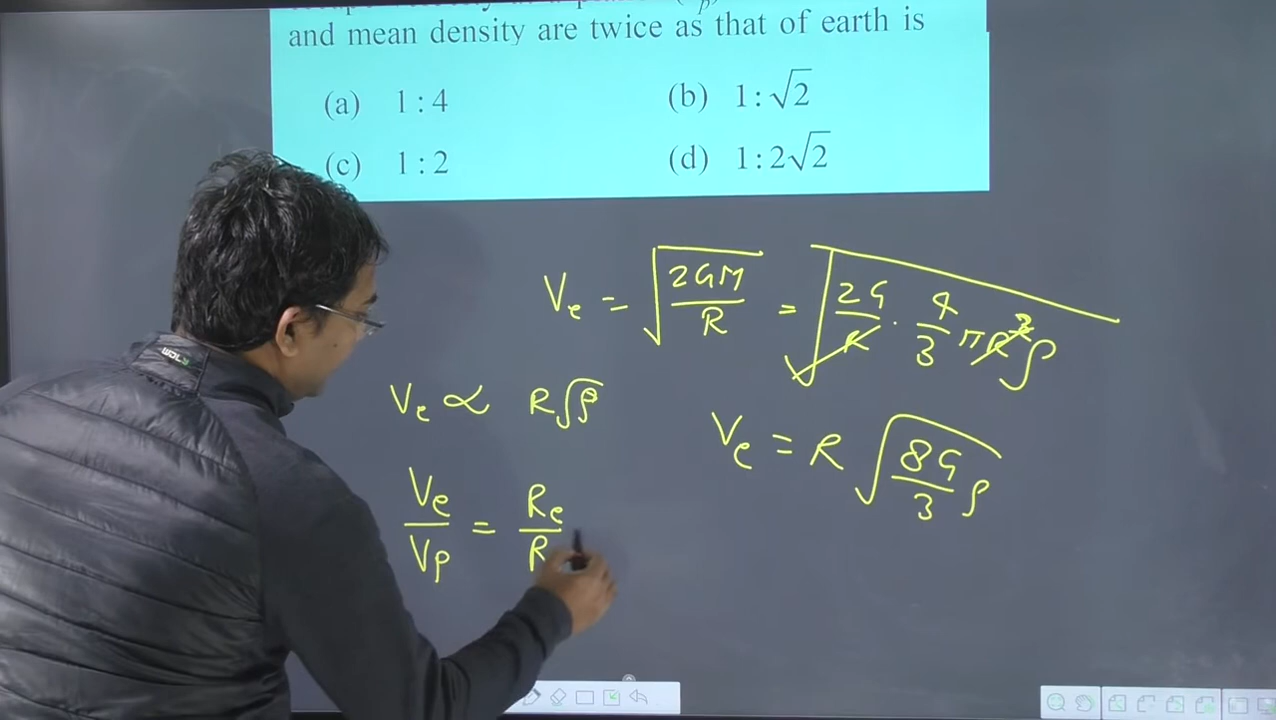 and mean density are twice as that of earth is
(a) 1 : 4 (b) 1 : √2
(c) 1 : 2 (d) 1 : 2√2
Ve = √(2GM/R) = √(2G/R · 4/3 πR³ρ)
Ve ∝ R√ρ
Ve = R √(8G/3 ρ)
Ve/Vp = Re/R